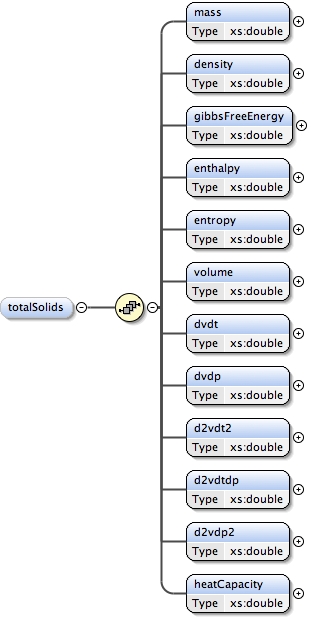 mass
Type xs:double
density
Type xs:double
gibbsFreeEnergy
Type xs:double
enthalpy
Type xs:double
entropy
Type xs:double
volume
Type xs:double
totalSolids
dvdt
Type xs:double
dvdp
Type xs:double
d2vdt2
Type xs:double
d2vdtdp
Type xs:double
d2vdp2
Type xs:double
heatCapacity
Type xs:double